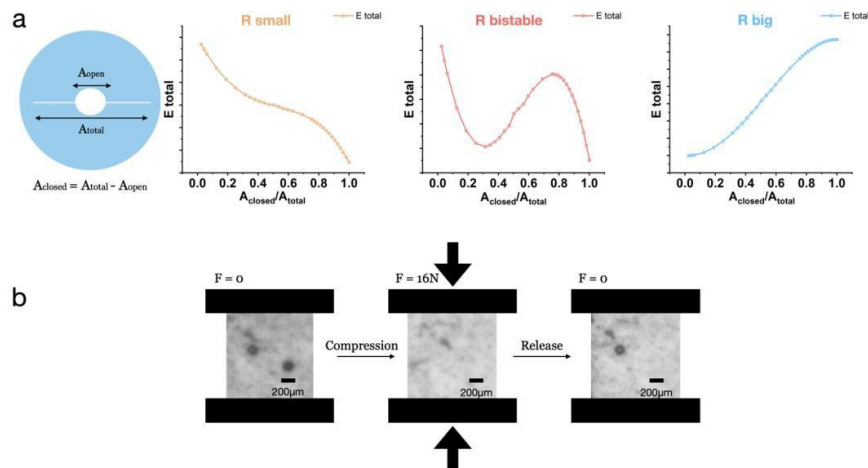 a
R small
E total
R bistable
E total
R big
E total
Aopen
Atotal
Aclosed = Atotal - Aopen
E total
0.0 0.2 0.4 0.6 0.8 1.0
Aclosed/Atotal
E total
0.0 0.2 0.4 0.6 0.8 1.0
Aclosed/Atotal
E total
0.0 0.2 0.4 0.6 0.8 1.0
Aclosed/Atotal
b
F = 0
F = 16N
F = 0
Compression
Release
200μm
200μm
200μm